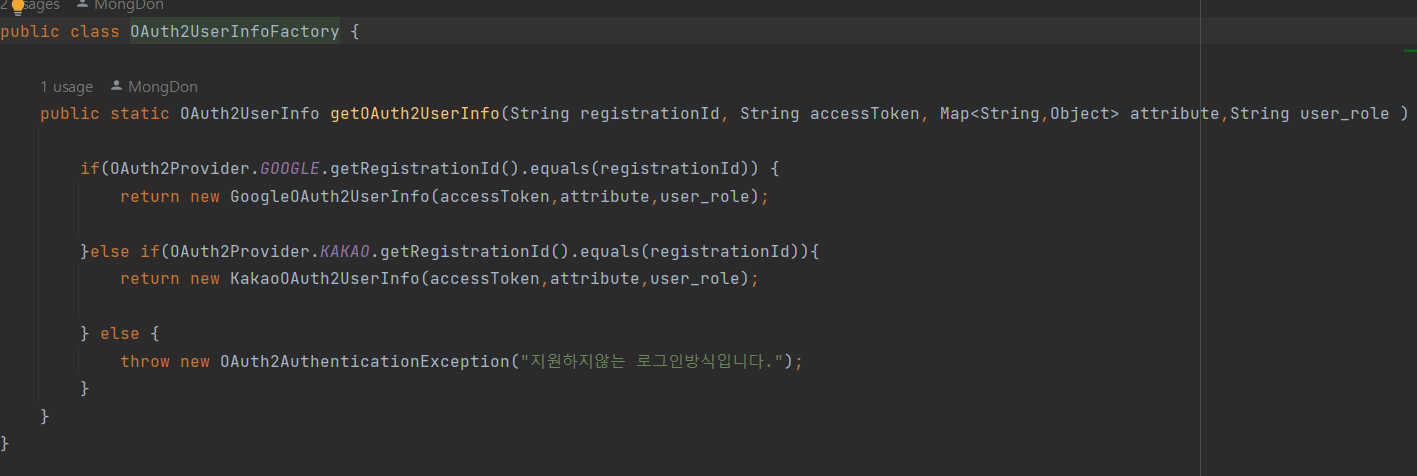 2 usages MongDon
public class OAuth2UserInfoFactory {
1 usage MongDon
public static OAuth2UserInfo getOAuth2UserInfo(String registrationId, String accessToken, Map<String,Object> attribute,String user_role )
if(OAuth2Provider.GOOGLE.getRegistrationId().equals(registrationId)) {
return new GoogleOAuth2UserInfo(accessToken,attribute,user_role);
}else if(OAuth2Provider.KAKAO.getRegistrationId().equals(registrationId)){
return new KakaoOAuth2UserInfo(accessToken,attribute,user_role);
} else {
throw new OAuth2AuthenticationException("지원하지않는 로그인방식입니다.");
}
}
}